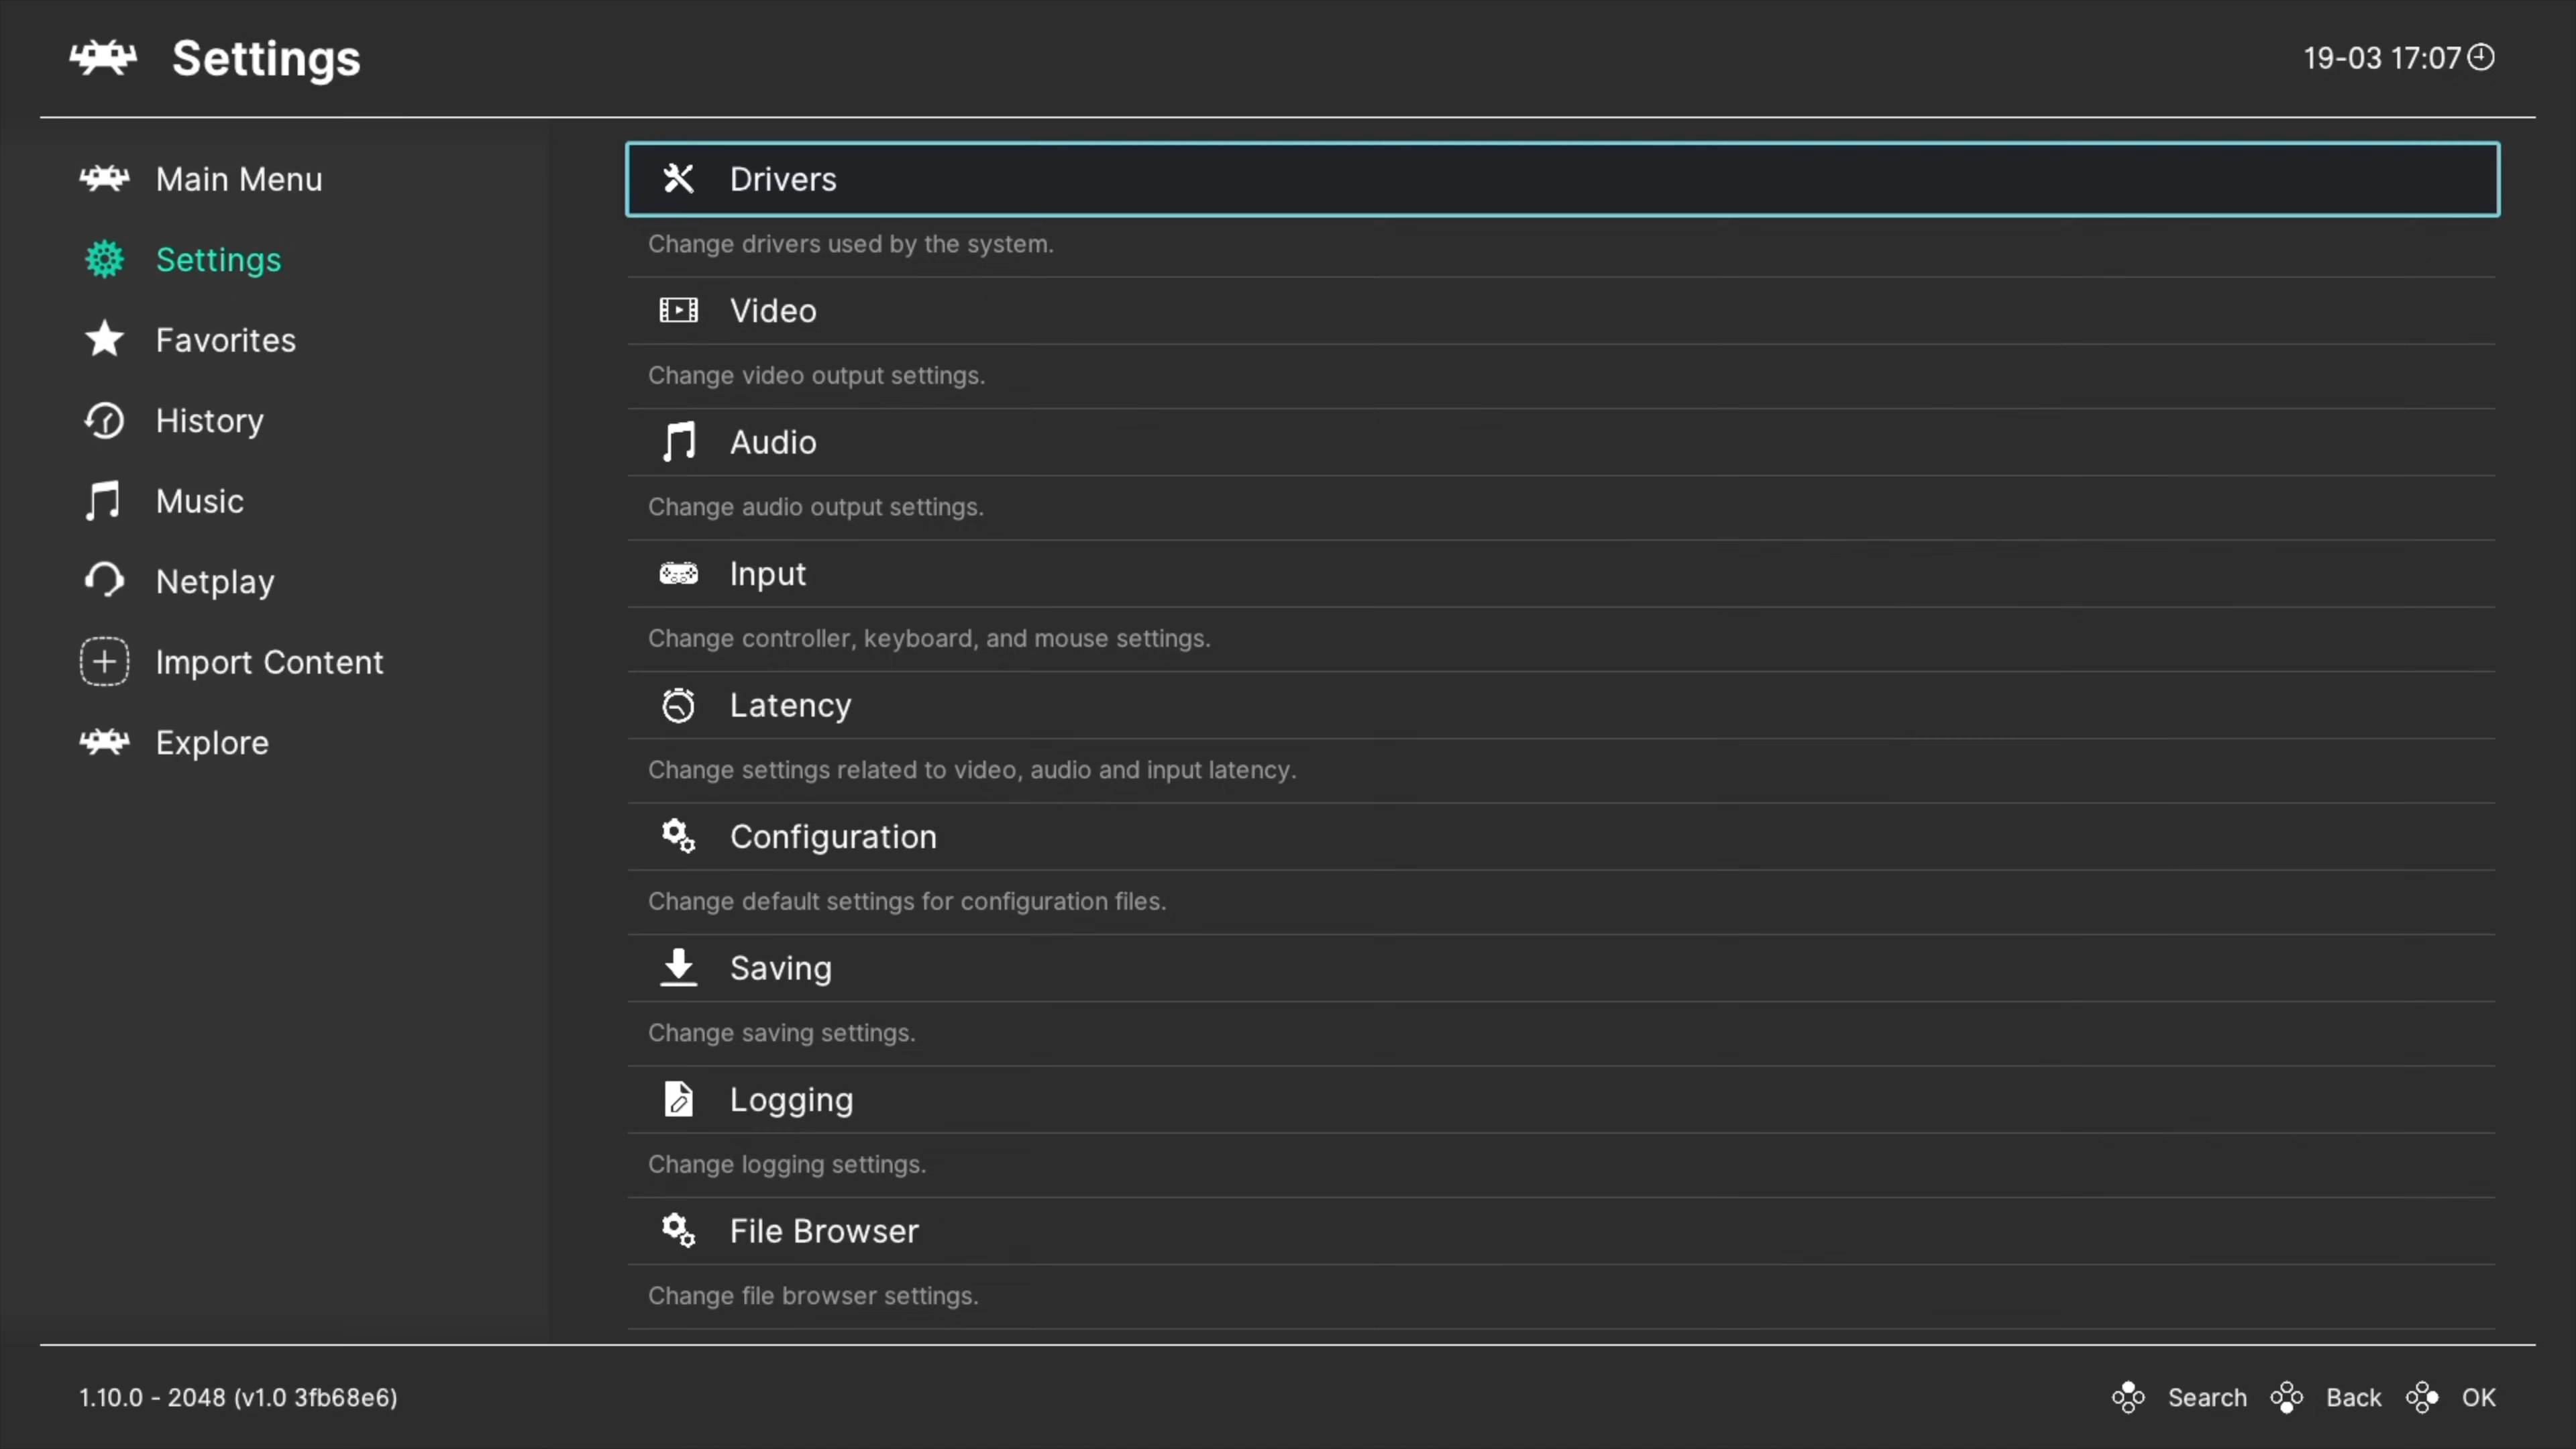 Settings
19-03 17:07
Main Menu
Settings
Favorites
History
Music
Netplay
Import Content
Explore
Drivers
Change drivers used by the system.
Video
Change video output settings.
Audio
Change audio output settings.
Input
Change controller, keyboard, and mouse settings.
Latency
Change settings related to video, audio and input latency.
Configuration
Change default settings for configuration files.
Saving
Change saving settings.
Logging
Change logging settings.
File Browser
Change file browser settings.
1.10.0 - 2048 (v1.0 3fb68e6)
Search Back OK